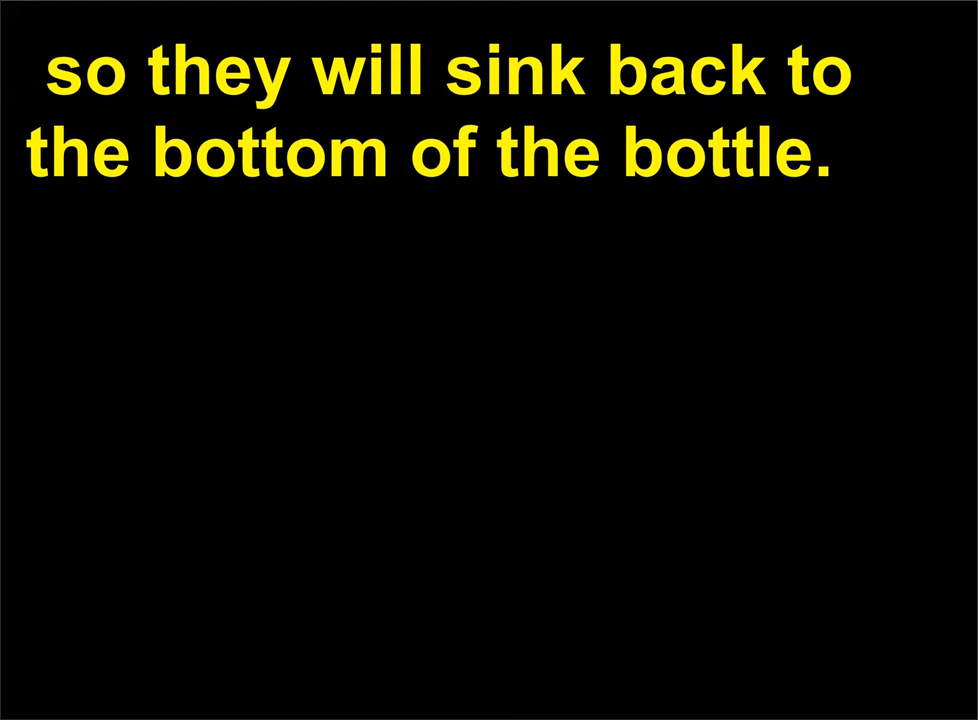 so they will sink back to
the bottom of the bottle.